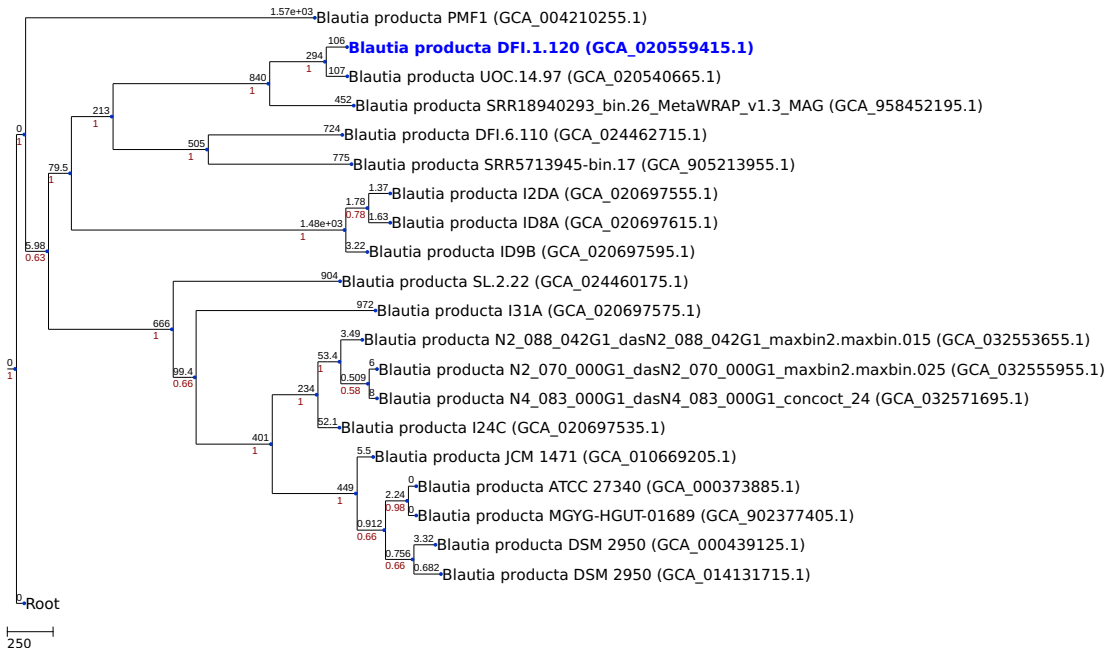 1.57e+03 Blautia producta PMF1 (GCA_004210255.1)
106 Blautia producta DFI.1.120 (GCA_020559415.1)
294
1
107 Blautia producta UOC.14.97 (GCA_020540665.1)
840
1
452 Blautia producta SRR18940293_bin.26_MetaWRAP_v1.3_MAG (GCA_958452195.1)
213
1
0
1
724 Blautia producta DFI.6.110 (GCA_024462715.1)
505
1
775 Blautia producta SRR5713945-bin.17 (GCA_905213955.1)
79.5
1
1.37 Blautia producta I2DA (GCA_020697555.1)
1.78
0.78
1.63 Blautia producta ID8A (GCA_020697615.1)
1.48e+03
1
3.22 Blautia producta ID9B (GCA_020697595.1)
5.98
0.63
904 Blautia producta SL.2.22 (GCA_024460175.1)
972 Blautia producta I31A (GCA_020697575.1)
666
1
3.49 Blautia producta N2_088_042G1_dasN2_088_042G1_maxbin2.maxbin.015 (GCA_032553655.1)
53.4
1
6 Blautia producta N2_070_000G1_dasN2_070_000G1_maxbin2.maxbin.025 (GCA_032555955.1)
0
1
99.4
0.66
0.509
0.58
8 Blautia producta N4_083_000G1_dasN4_083_000G1_concoct_24 (GCA_032571695.1)
234
1
52.1 Blautia producta I24C (GCA_020697535.1)
401
1
5.5 Blautia producta JCM 1471 (GCA_010669205.1)
0 Blautia producta ATCC 27340 (GCA_000373885.1)
449
1
2.24
0.98
0 Blautia producta MGYG-HGUT-01689 (GCA_902377405.1)
0.912
0.66
3.32 Blautia producta DSM 2950 (GCA_000439125.1)
0.756
0.66
0.682 Blautia producta DSM 2950 (GCA_014131715.1)
0 Root
250